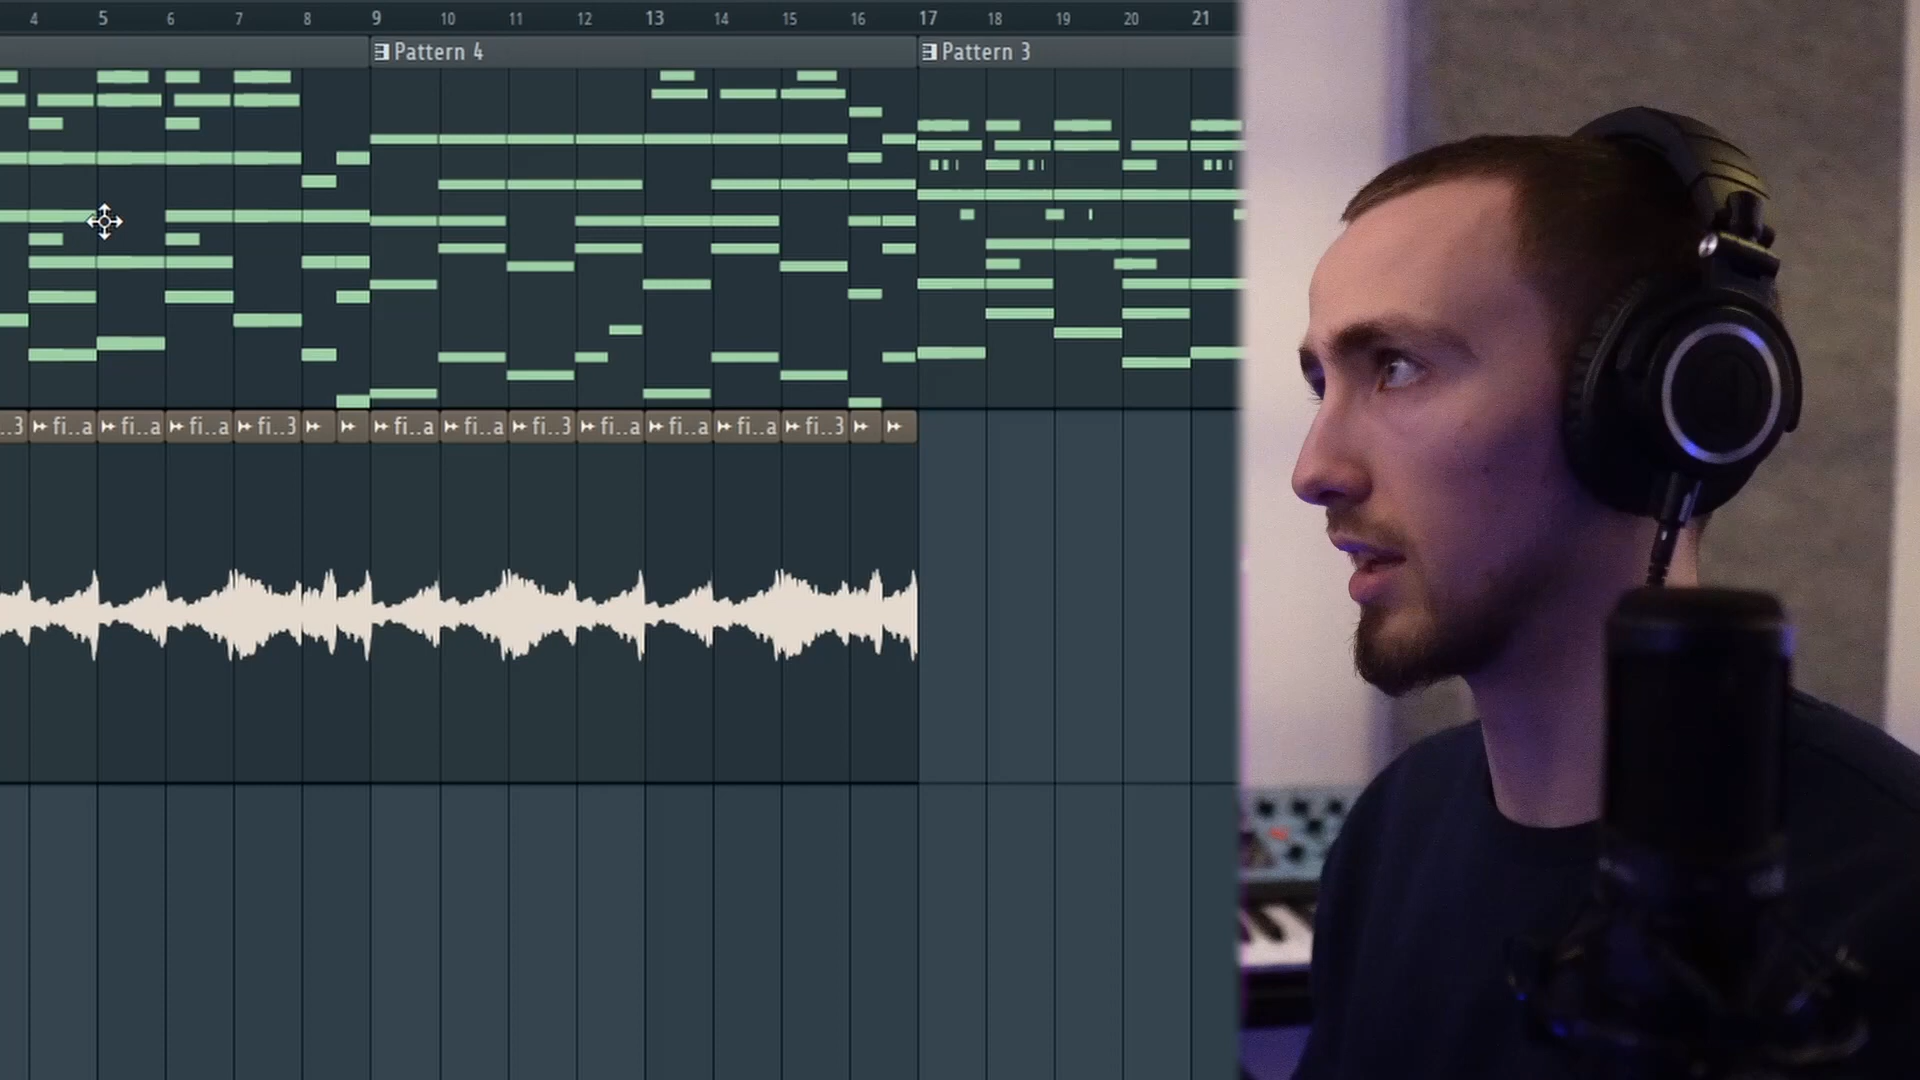 4 5 6 7 8 9 10 11 12 13 14 15 16 17 18 19 20 21
Pattern 4 Pattern 3
..3 fi..a fi..a fi..a fi..3 fi..a fi..a fi..3 fi..a fi..a fi..a fi..3